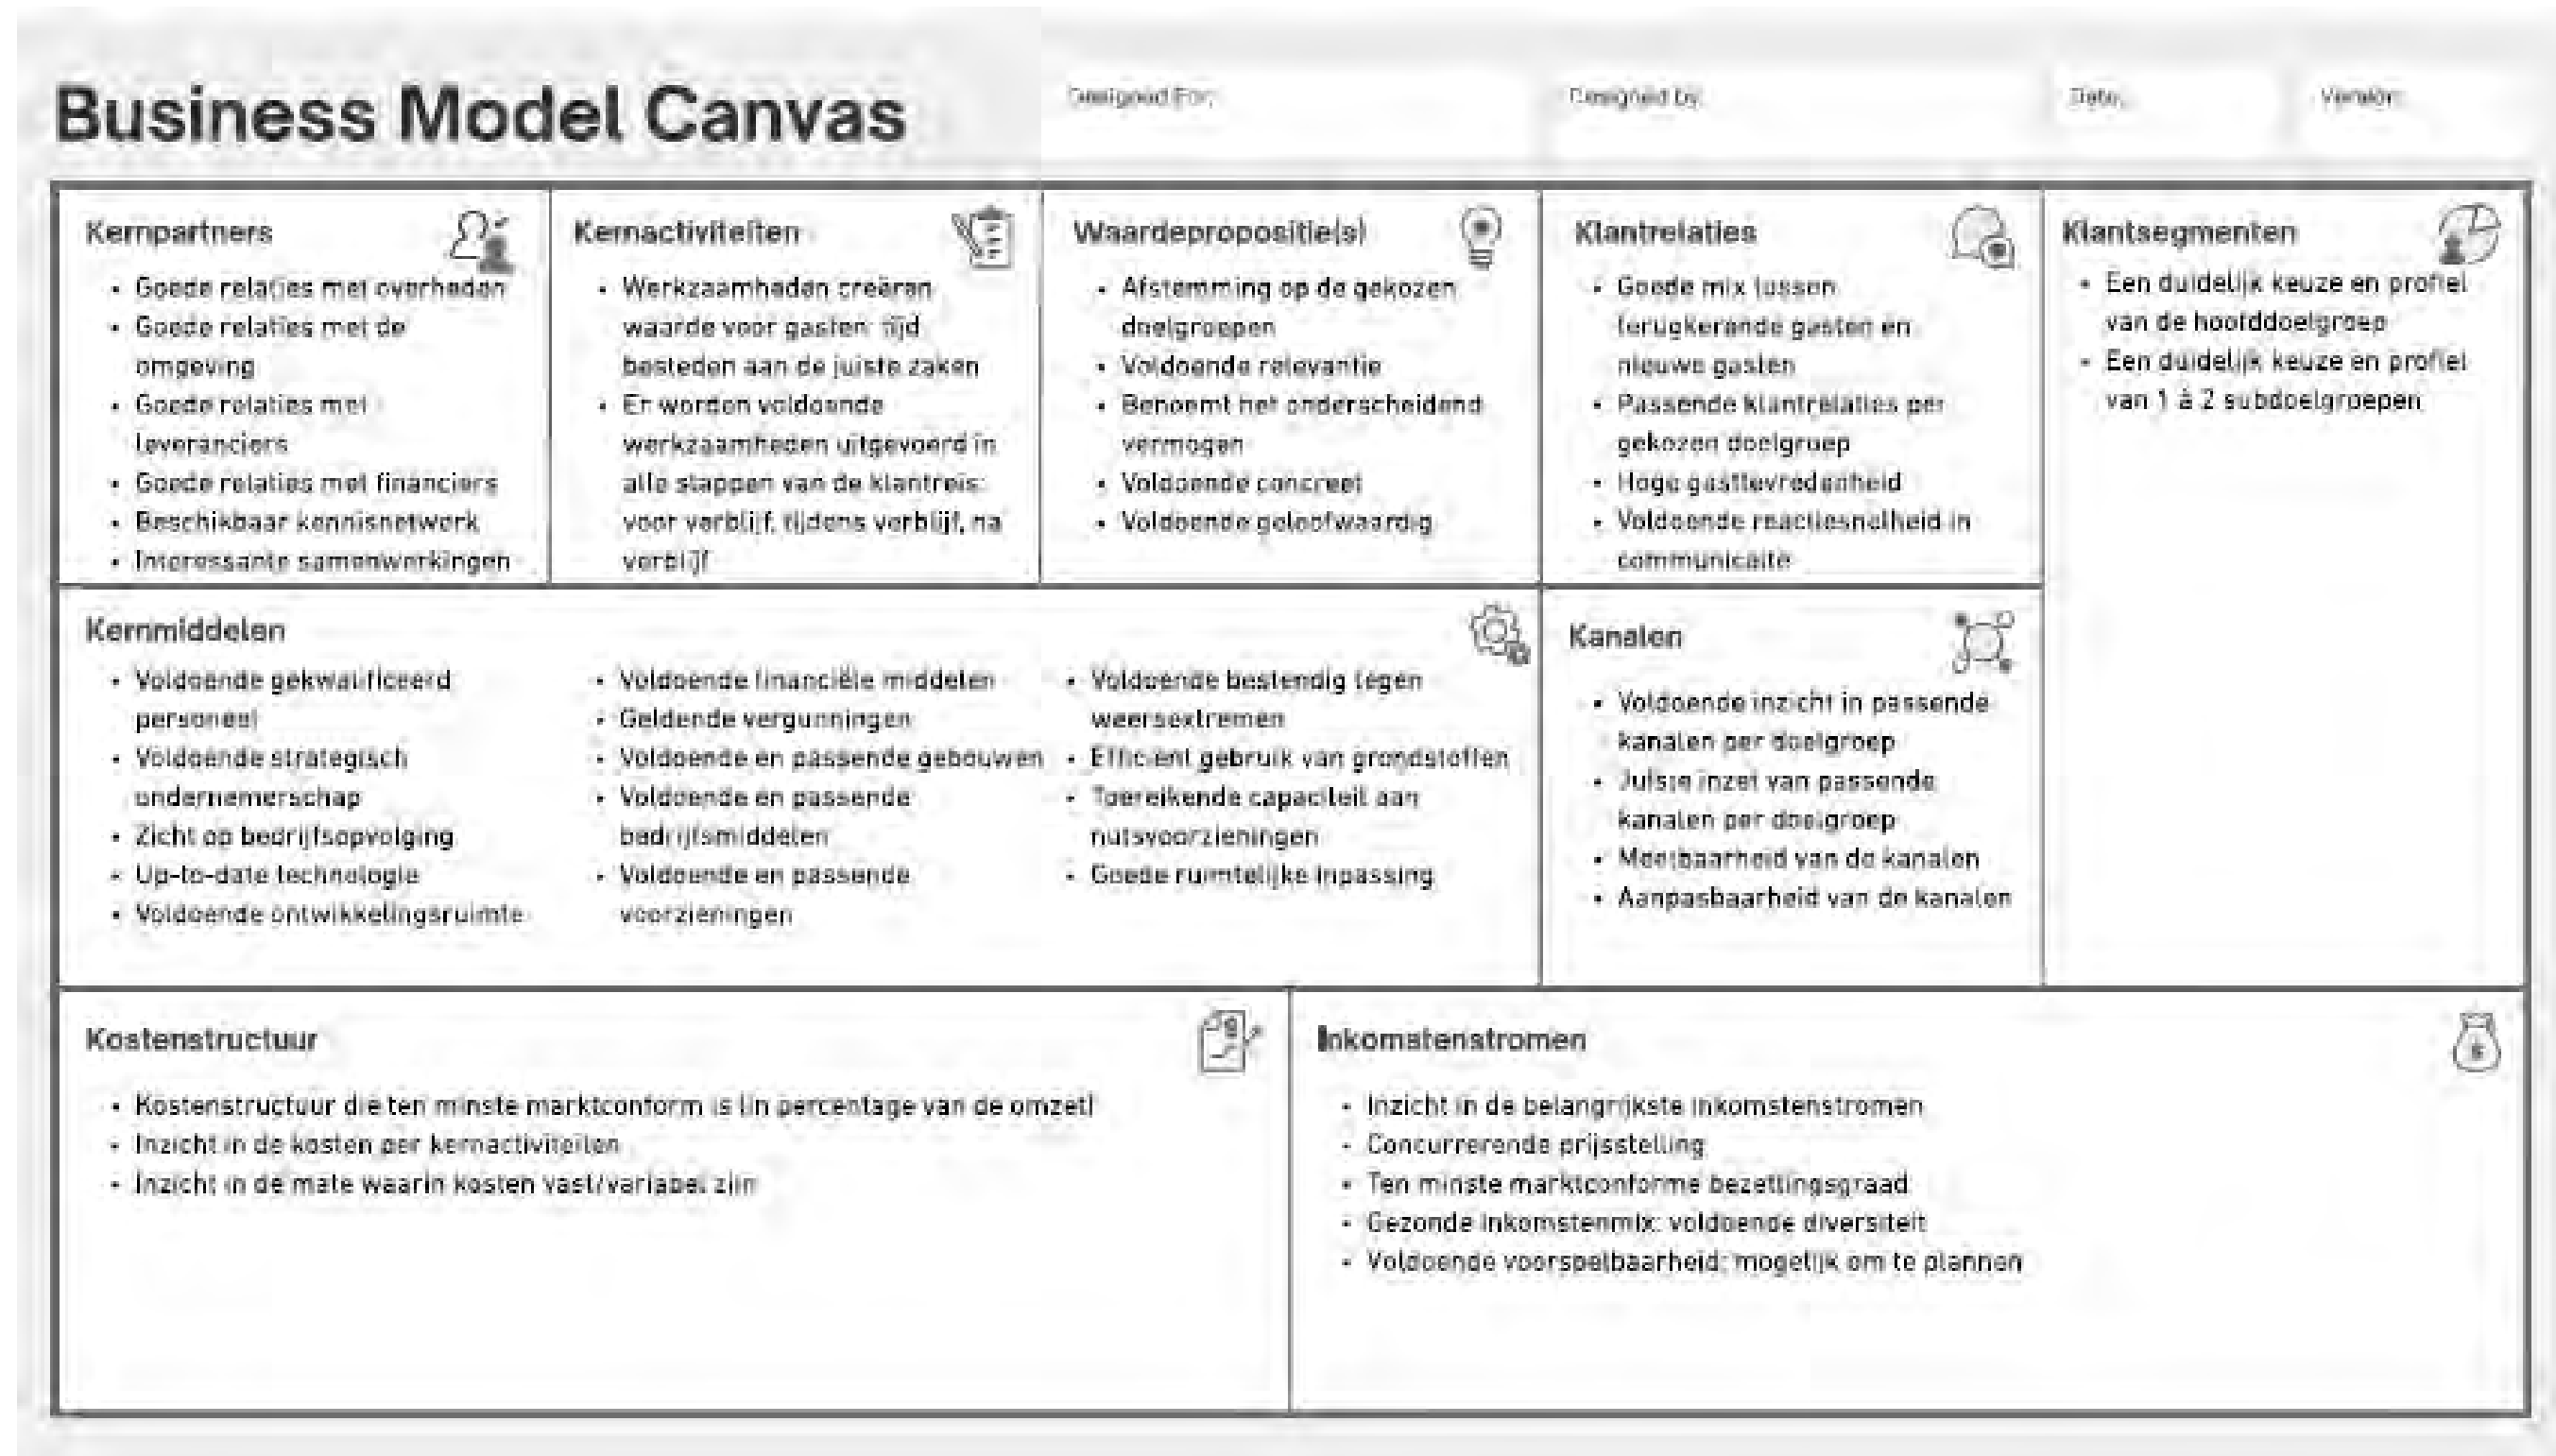 Business Model Canvas
Designed For:
Designed by:
Date:
Version:
Kernpartners
• Goede relaties met overheden
• Goede relaties met de
omgeving
• Goede relaties met
leveranciers
• Goede relaties met financiers
• Beschikbaar kennisnetwerk
• Interessante samenwerkingen
Kernactiviteiten
• Werkzaamheden creëren
waarde voor gasten: tijd
besteden aan de juiste zaken
• Er worden voldoende
werkzaamheden uitgevoerd in
alle stappen van de klantreis:
voor verblijf, tijdens verblijf, na
verblijf
Waardepropositie(s)
• Afstemming op de gekozen
doelgroepen
• Voldoende relevantie
• Benoemt het onderscheidend
vermogen
• Voldoende concreet
• Voldoende geloofwaardig
Klantrelaties
• Goede mix tussen
terugkerende gasten en
nieuwe gasten
• Passende klantrelaties per
gekozen doelgroep
• Hoge gasttevredenheid
• Voldoende reactiesnelheid in
communicaite
Klantsegmenten
• Een duidelijk keuze en profiel
van de hoofddoelgroep
• Een duidelijk keuze en profiel
van 1 à 2 subdoelgroepen
Kernmiddelen
• Voldoende gekwalificeerd
personeel
• Voldoende strategisch
ondernemerschap
• Zicht op bedrijfsopvolging
• Up-to-date technologie
• Voldoende ontwikkelingsruimte
• Voldoende financiële middelen
• Geldende vergunningen
• Voldoende en passende gebouwen
• Voldoende en passende
bedrijfsmiddelen
• Voldoende en passende
voorzieningen
• Voldoende bestendig tegen
weersextremen
• Efficiënt gebruik van grondstoffen
• Toereikende capaciteit aan
nutsvoorzieningen
• Goede ruimtelijke inpassing
Kanalen
• Voldoende inzicht in passende
kanalen per doelgroep
• Juiste inzet van passende
kanalen per doelgroep
• Meetbaarheid van de kanalen
• Aanpasbaarheid van de kanalen
Kostenstructuur
• Kostenstructuur die ten minste marktconform is (in percentage van de omzet)
• Inzicht in de kosten per kernactiviteiten
• Inzicht in de mate waarin kosten vast/variabel zijn
Inkomstenstromen
• Inzicht in de belangrijkste inkomstenstromen
• Concurrerende prijsstelling
• Ten minste marktconforme bezettingsgraad
• Gezonde inkomstenmix: voldoende diversiteit
• Voldoende voorspelbaarheid: mogelijk om te plannen